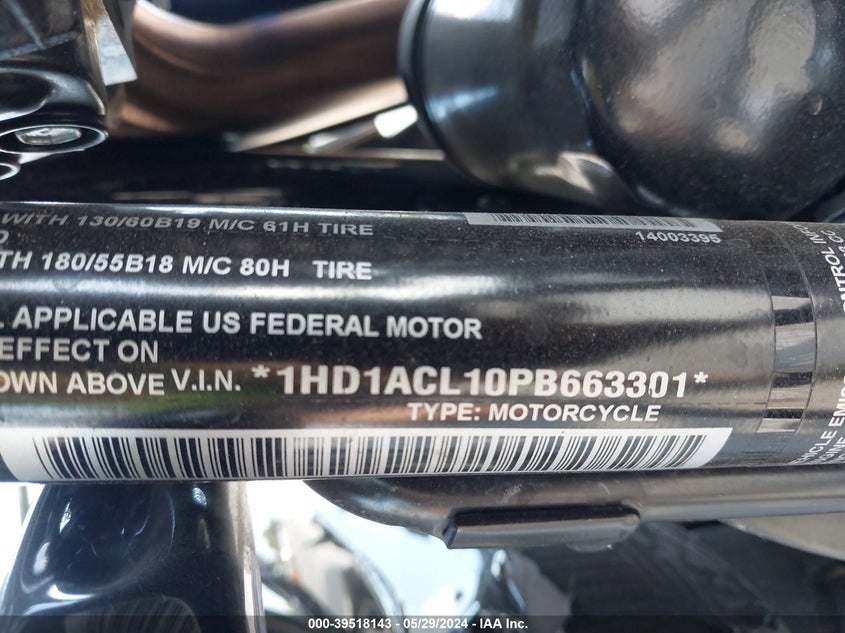 WITH 130/60B19 M/C 61H TIRE
14003395
TH 180/55B18 M/C 80H TIRE
APPLICABLE US FEDERAL MOTOR
EFFECT ON
OWN ABOVE V.I.N. *1HD1ACL10PB663301*
TYPE: MOTORCYCLE
000-39518143 - 05/29/2024 - IAA Inc.